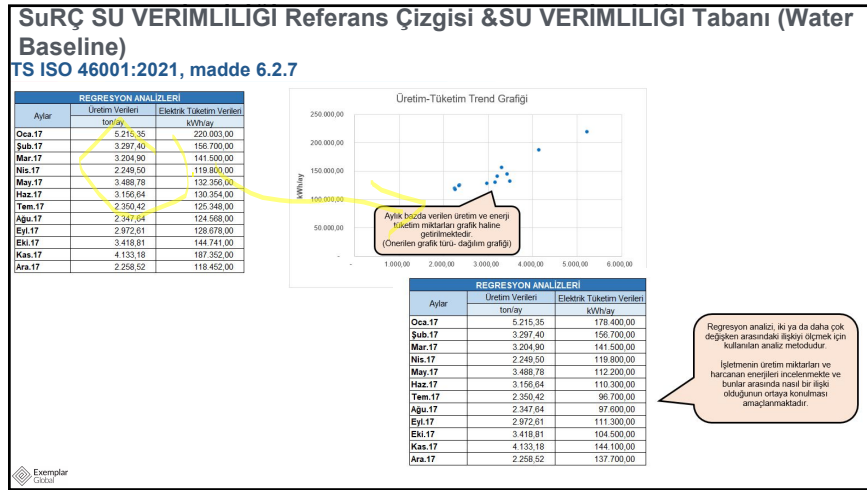 SuRÇ SU VERİMLİLİĞİ Referans Çizgisi &SU VERİMLİLİĞİ Tabanı (Water
Baseline)
TS ISO 46001:2021, madde 6.2.7
REGRESYON ANALİZLERİ
Aylar Üretim Verileri Elektrik Tüketim Verileri
ton/ay kWh/ay
Oca.17 5.215,35 220.003,00
Şub.17 3.297,40 156.700,00
Mar.17 3.204,90 141.500,00
Nis.17 2.249,50 119.800,00
May.17 3.488,78 132.356,00
Haz.17 3.156,64 130.354,00
Tem.17 2.350,42 125.348,00
Ağu.17 2.347,64 124.568,00
Eyl.17 2.972,61 128.678,00
Eki.17 3.418,81 144.741,00
Kas.17 4.133,18 187.352,00
Ara.17 2.258,52 118.452,00
Üretim-Tüketim Trend Grafiği
250.000,00
200.000,00
150.000,00
100.000,00
50.000,00
-
kWh/ay
- 1.000,00 2.000,00 3.000,00 4.000,00 5.000,00 6.000,00
Aylık bazda verilen üretim ve enerji
tüketim miktarları grafik haline
getirilmektedir.
(Önerilen grafik türü- dağılım grafiği)
REGRESYON ANALİZLERİ
Aylar Üretim Verileri Elektrik Tüketim Verileri
ton/ay kWh/ay
Oca.17 5.215,35 178.400,00
Şub.17 3.297,40 156.700,00
Mar.17 3.204,90 141.500,00
Nis.17 2.249,50 119.800,00
May.17 3.488,78 112.200,00
Haz.17 3.156,64 110.300,00
Tem.17 2.350,42 96.700,00
Ağu.17 2.347,64 97.600,00
Eyl.17 2.972,61 111.300,00
Eki.17 3.418,81 104.500,00
Kas.17 4.133,18 144.100,00
Ara.17 2.258,52 137.700,00
Regresyon analizi, iki ya da daha çok
değişken arasındaki ilişkiyi ölçmek için
kullanılan analiz metodudur.
İşletmenin üretim miktarları ve
harcanan enerjileri incelenmekte ve
bunlar arasında nasıl bir ilişki
olduğunun ortaya konulması
amaçlanmaktadır.
Exemplar
Global